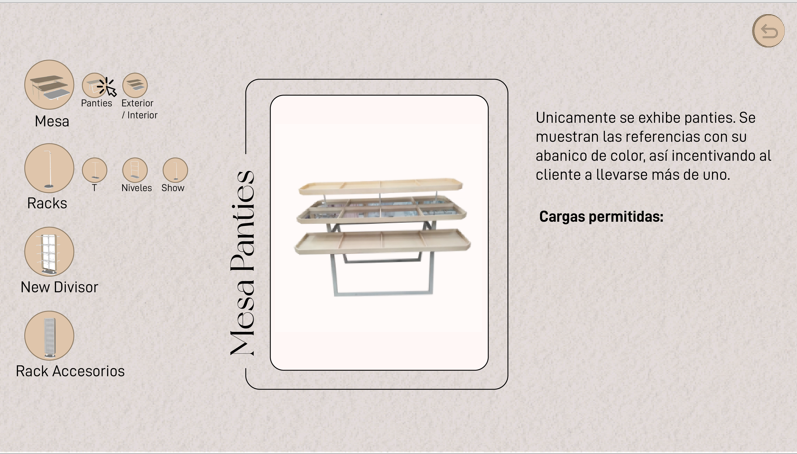 Mesa
Panties
Exterior
/ Interior
Racks
T
Niveles
Show
New Divisor
Rack Accesorios
Mesa Panties
Unicamente se exhibe panties. Se
muestran las referencias con su
abanico de color, así incentivando al
cliente a llevarse más de uno.
Cargas permitidas: